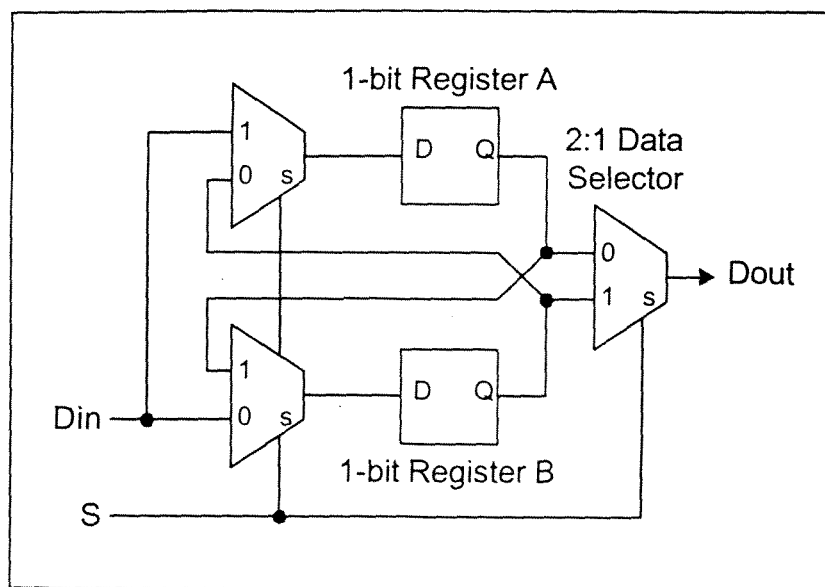 1-bit Register A
2:1 Data
Selector
1
0
s
D
Q
0
1
s
Dout
1
0
s
D
Q
Din
1-bit Register B
S